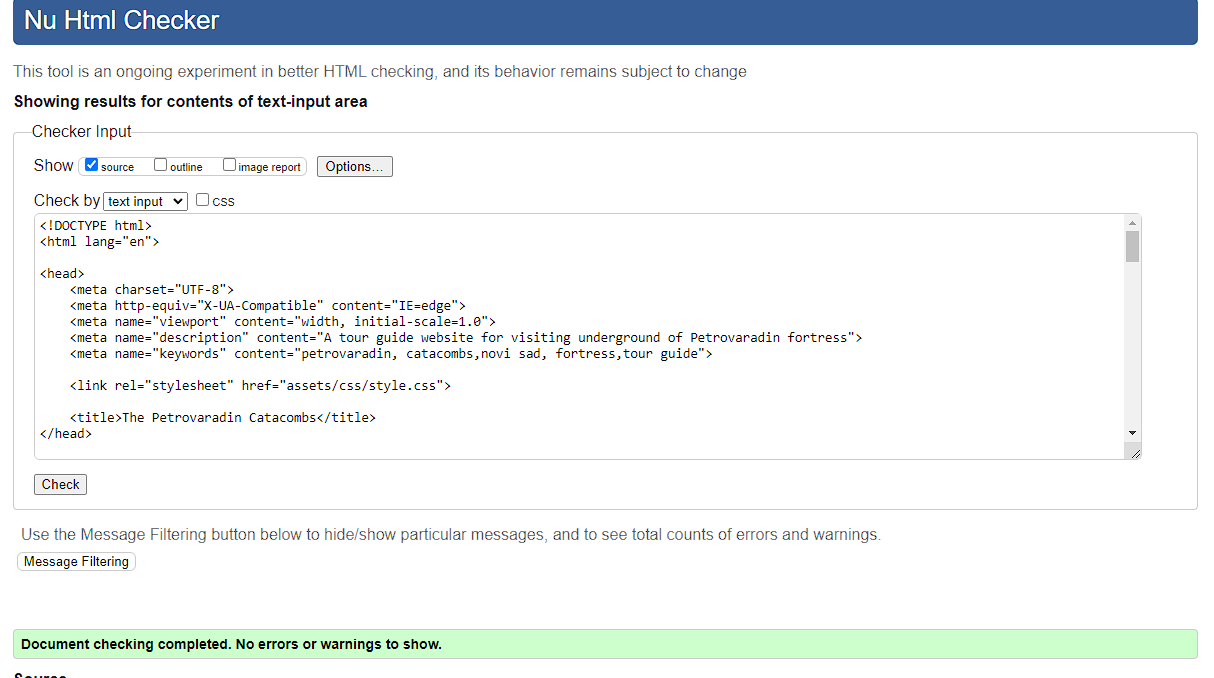 Nu Html Checker
This tool is an ongoing experiment in better HTML checking, and its behavior remains subject to change
Showing results for contents of text-input area
Checker Input
Show source outline image report Options...
Check by text input css
<!DOCTYPE html>
<html lang="en">
<head>
<meta charset="UTF-8">
<meta http-equiv="X-UA-Compatible" content="IE=edge">
<meta name="viewport" content="width, initial-scale=1.0">
<meta name="description" content="A tour guide website for visiting underground of Petrovaradin fortress">
<meta name="keywords" content="petrovaradin, catacombs,novi sad, fortress,tour guide">
<link rel="stylesheet" href="assets/css/style.css">
<title>The Petrovaradin Catacombs</title>
</head>
Check
Use the Message Filtering button below to hide/show particular messages, and to see total counts of errors and warnings.
Message Filtering
Document checking completed. No errors or warnings to show.
Source